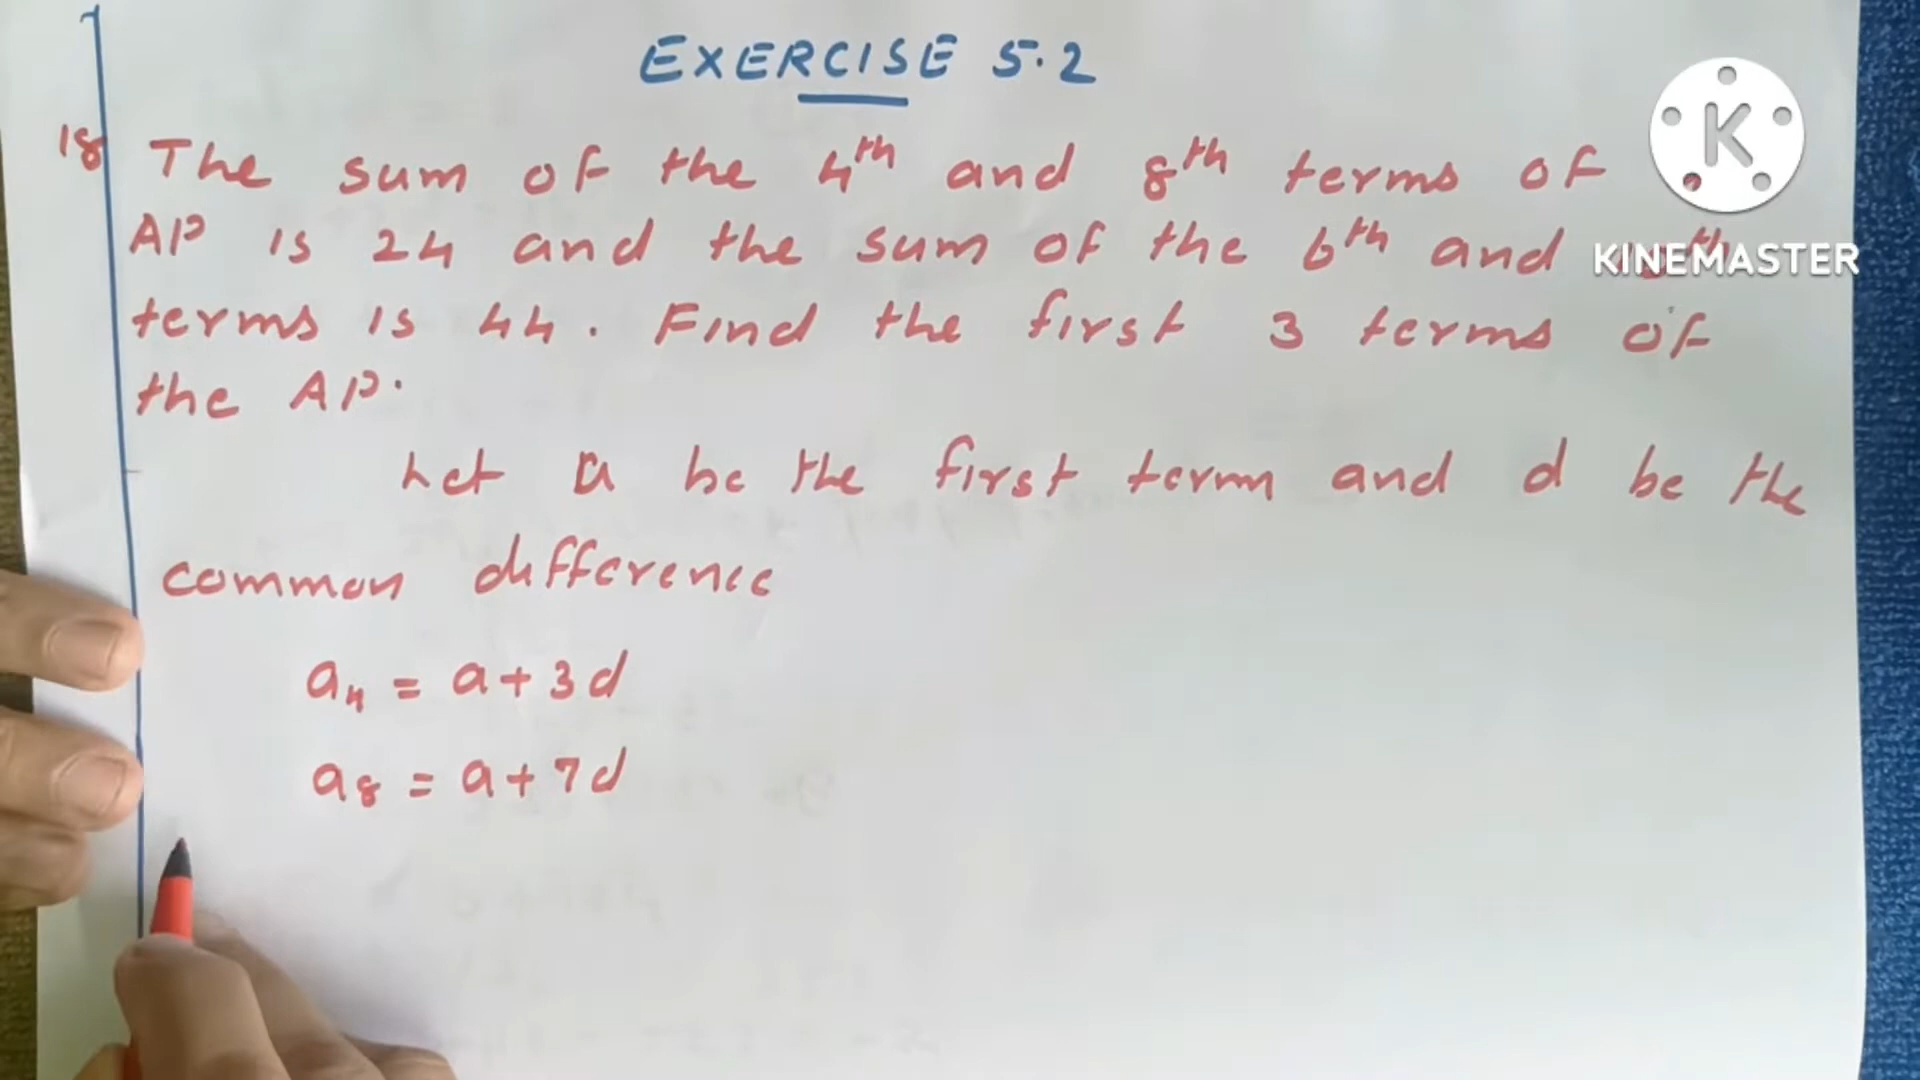 EXERCISE 5.2
18 The sum of the 4th and 8th terms of
AP is 24 and the sum of the 6th and
terms is 44. Find the first 3 terms of
the AP.
Let a be the first term and d be the
common difference
a4 = a+3d
a8 = a+7d
K
KINEMASTER